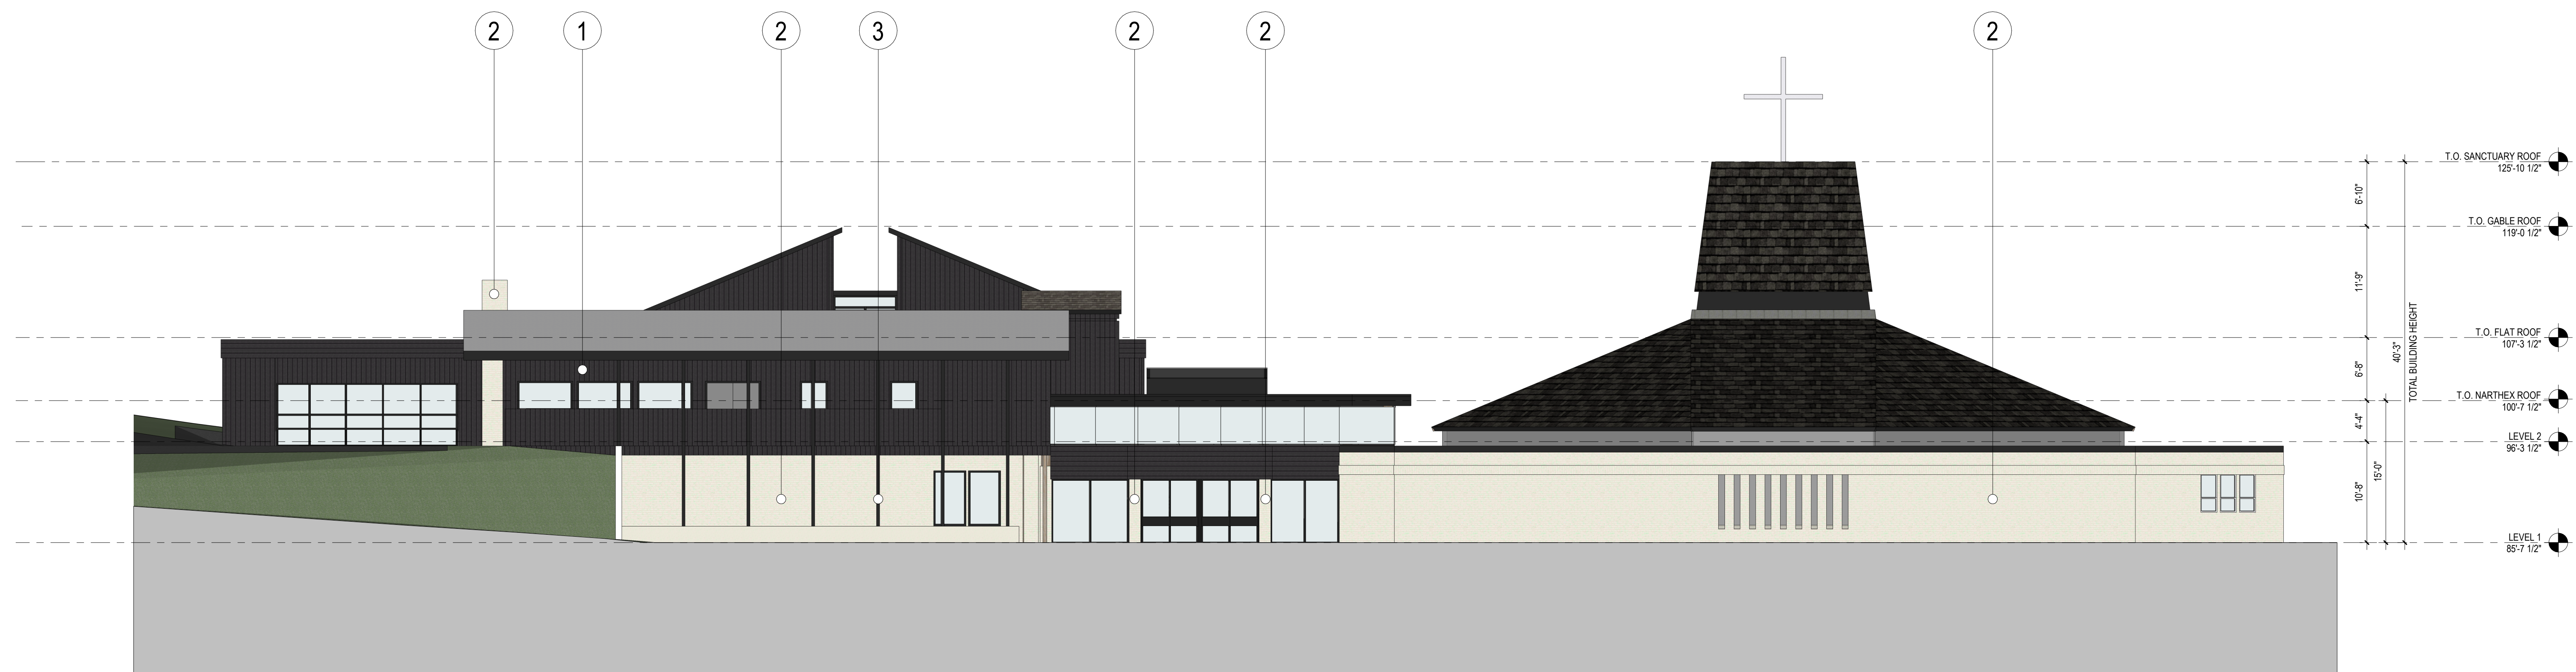 2
1
2
3
2
2
2
T.O. SANCTUARY ROOF
125'-10 1/2"
6'-10"
T.O. GABLE ROOF
119'-0 1/2"
11'-9"
TOTAL BUILDING HEIGHT
40'-3"
T.O. FLAT ROOF
107'-3 1/2"
6'-8"
T.O. NARTHEX ROOF
100'-7 1/2"
4'-4"
LEVEL 2
96'-3 1/2"
15'-0"
10'-8"
LEVEL 1
85'-7 1/2"